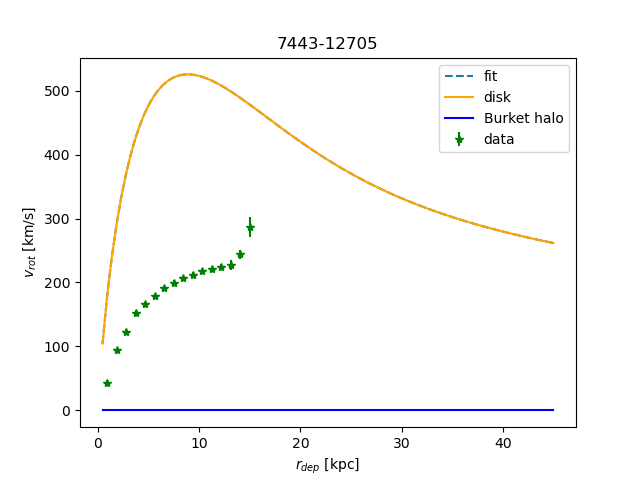 7443-12705
500
400
300
200
100
0
v_rot [km/s]
fit
disk
Burket halo
data
0
10
20
30
40
r_dep [kpc]